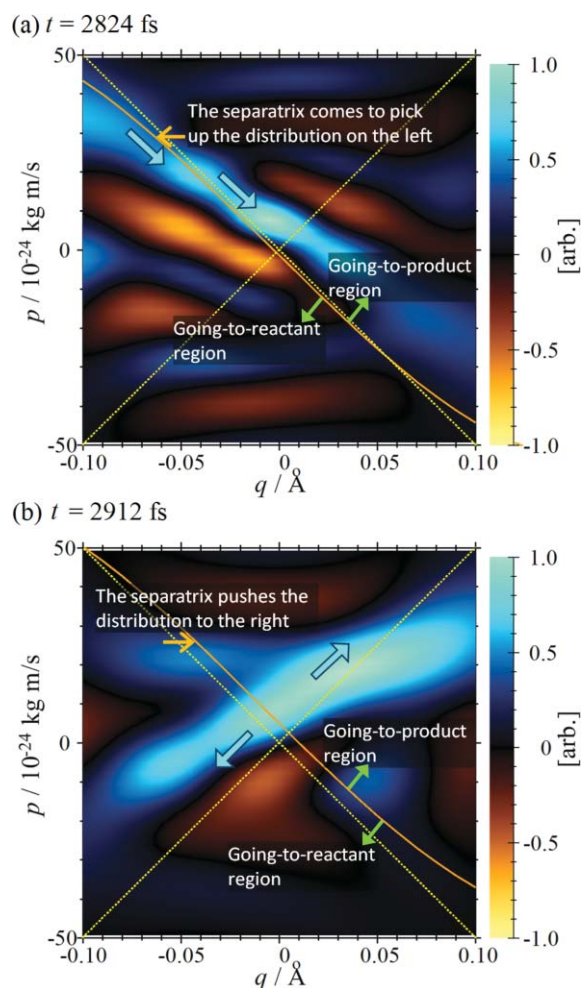 (a) t = 2824 fs
50
0
-50
p / 10⁻²⁴ kg m/s
The separatrix comes to pick
up the distribution on the left
Going-to-product
region
Going-to-reactant
region
-0.10
-0.05
0
0.05
0.10
q / Å
1.0
0.5
0
-0.5
-1.0
[arb.]
(b) t = 2912 fs
50
0
-50
p / 10⁻²⁴ kg m/s
The separatrix pushes the
distribution to the right
Going-to-product
region
Going-to-reactant
region
-0.10
-0.05
0
0.05
0.10
q / Å
1.0
0.5
0
-0.5
-1.0
[arb.]